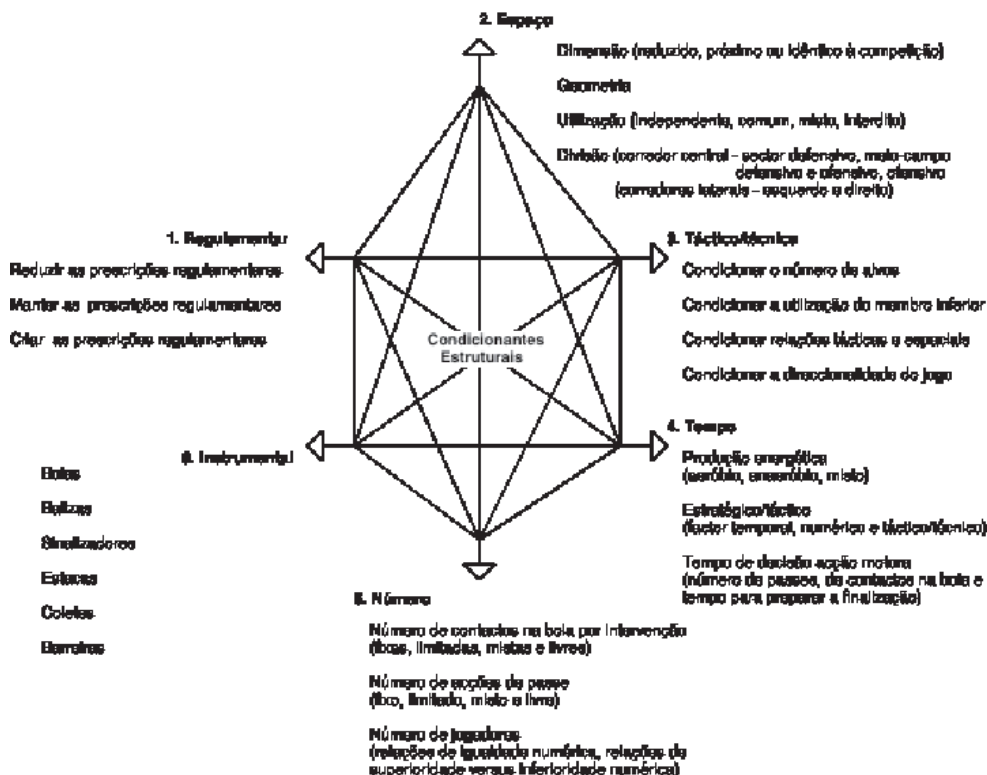 2. Espaço
Dimensão (reduzido, próximo ou idêntico à competição)
Geometria
Utilização (independente, comum, misto, interdito)
Divisão (corredor central – sector defensivo, meio-campo
defensivo e ofensivo, ofensivo
(corredores laterais – esquerdo e direito)
1. Regulamentar
Reduzir as prescrições regulamentares
Manter as prescrições regulamentares
Criar as prescrições regulamentares
3. Táctico/técnica
Condicionar o número de alvos
Condicionar a utilização do membro inferior
Condicionar relações tácticas e espaciais
Condicionar a direccionalidade do jogo
Condicionantes
Estruturais
4. Tempo
Produção energética
(aeróbio, anaeróbio, misto)
Estratégico/táctico
(factor temporal, numérico e táctico/técnico)
Tempo de decisão acção motora
(número de passes, de contactos na bola e
tempo para preparar a finalização)
6. Instrumental
Bolas
Balizas
Sinalizadores
Estacas
Coletes
Barreiras
5. Número
Número de contactos na bola por intervenção
(fixos, limitados, mistos e livres)
Número de acções de passe
(fixo, limitado, misto e livre)
Número de jogadores
(relações de igualdade numérica, relações de
superioridade versus inferioridade numérica)